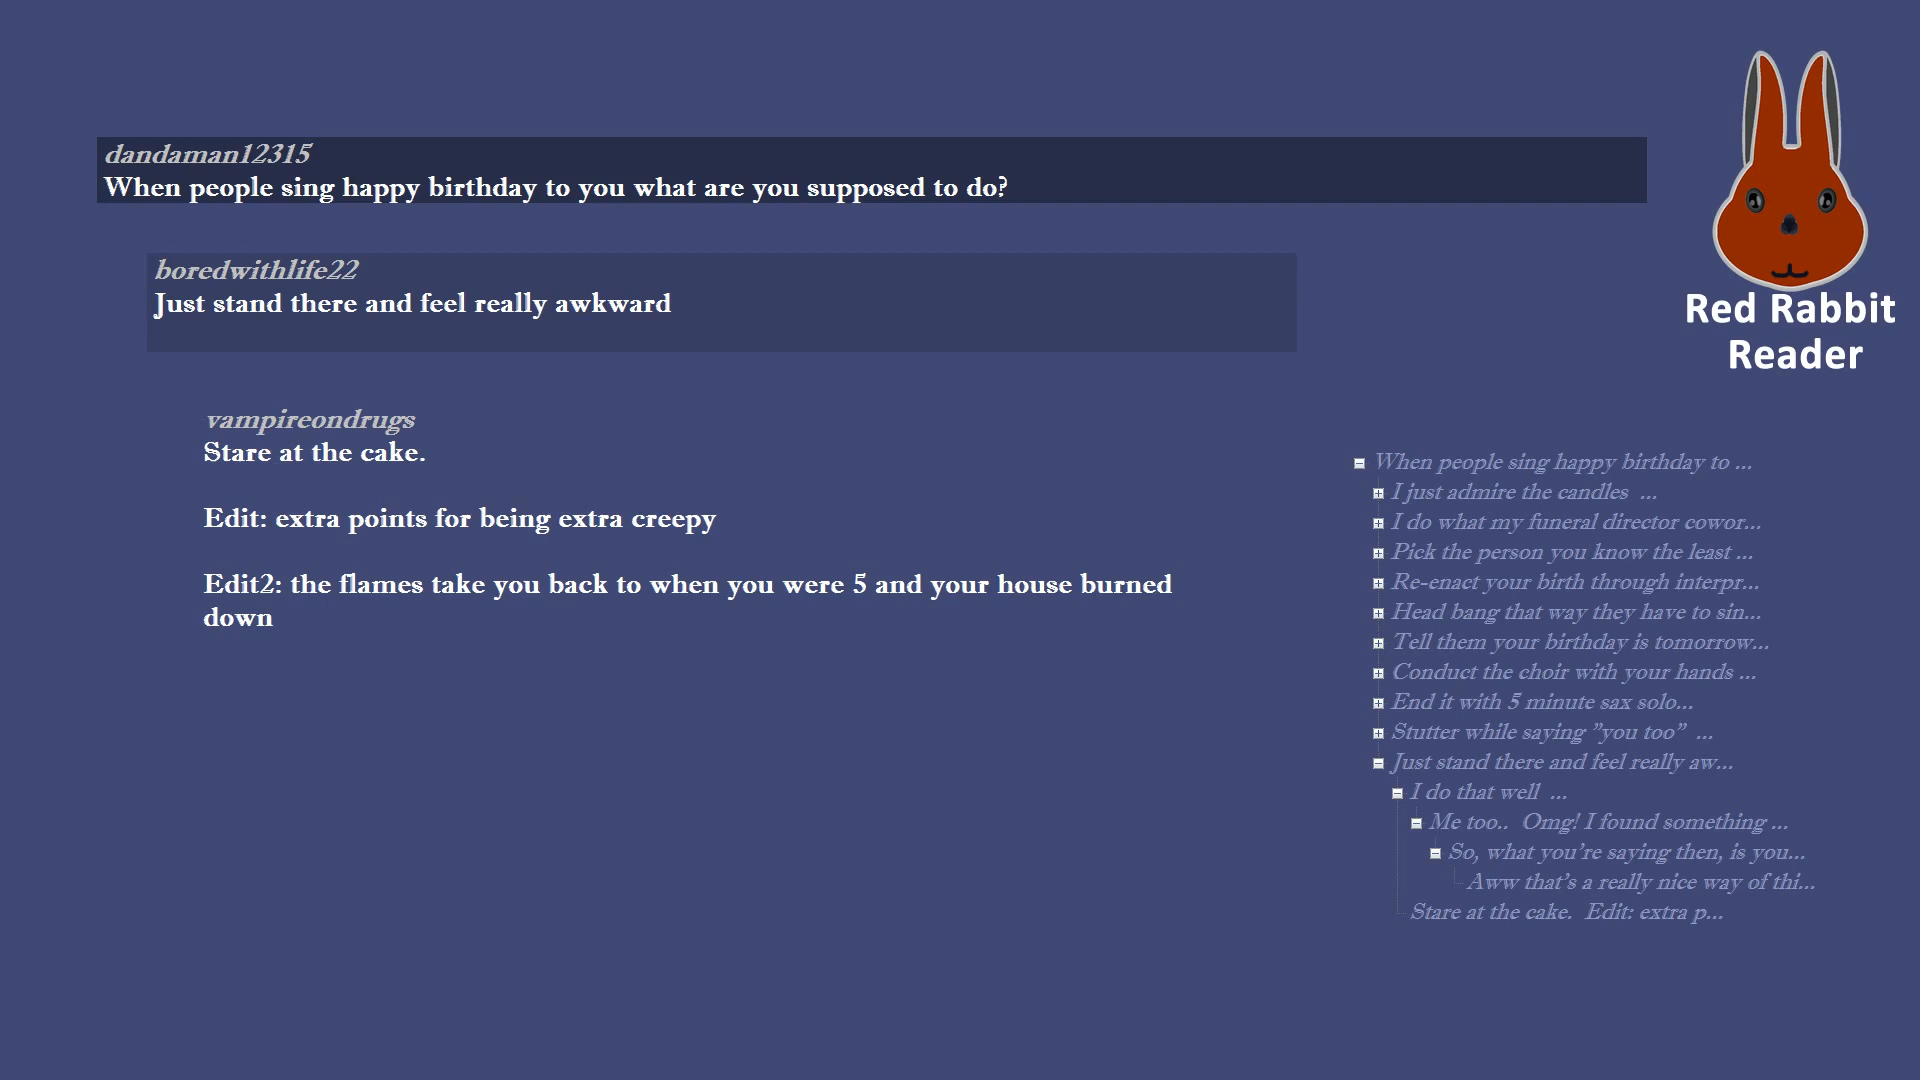 dandaman12315
When people sing happy birthday to you what are you supposed to do?
boredwithlife22
Just stand there and feel really awkward
vampireondrugs
Stare at the cake.
Edit: extra points for being extra creepy
Edit2: the flames take you back to when you were 5 and your house burned
down
Red Rabbit
Reader
When people sing happy birthday to ...
I just admire the candles ...
I do what my funeral director cowor...
Pick the person you know the least ...
Re-enact your birth through interpr...
Head bang that way they have to sin...
Tell them your birthday is tomorrow...
Conduct the choir with your hands ...
End it with 5 minute sax solo...
Stutter while saying "you too" ...
Just stand there and feel really aw...
I do that well ...
Me too.. Omg! I found something ...
So, what you're saying then, is you...
Aww that's a really nice way of thi...
Stare at the cake. Edit: extra p...